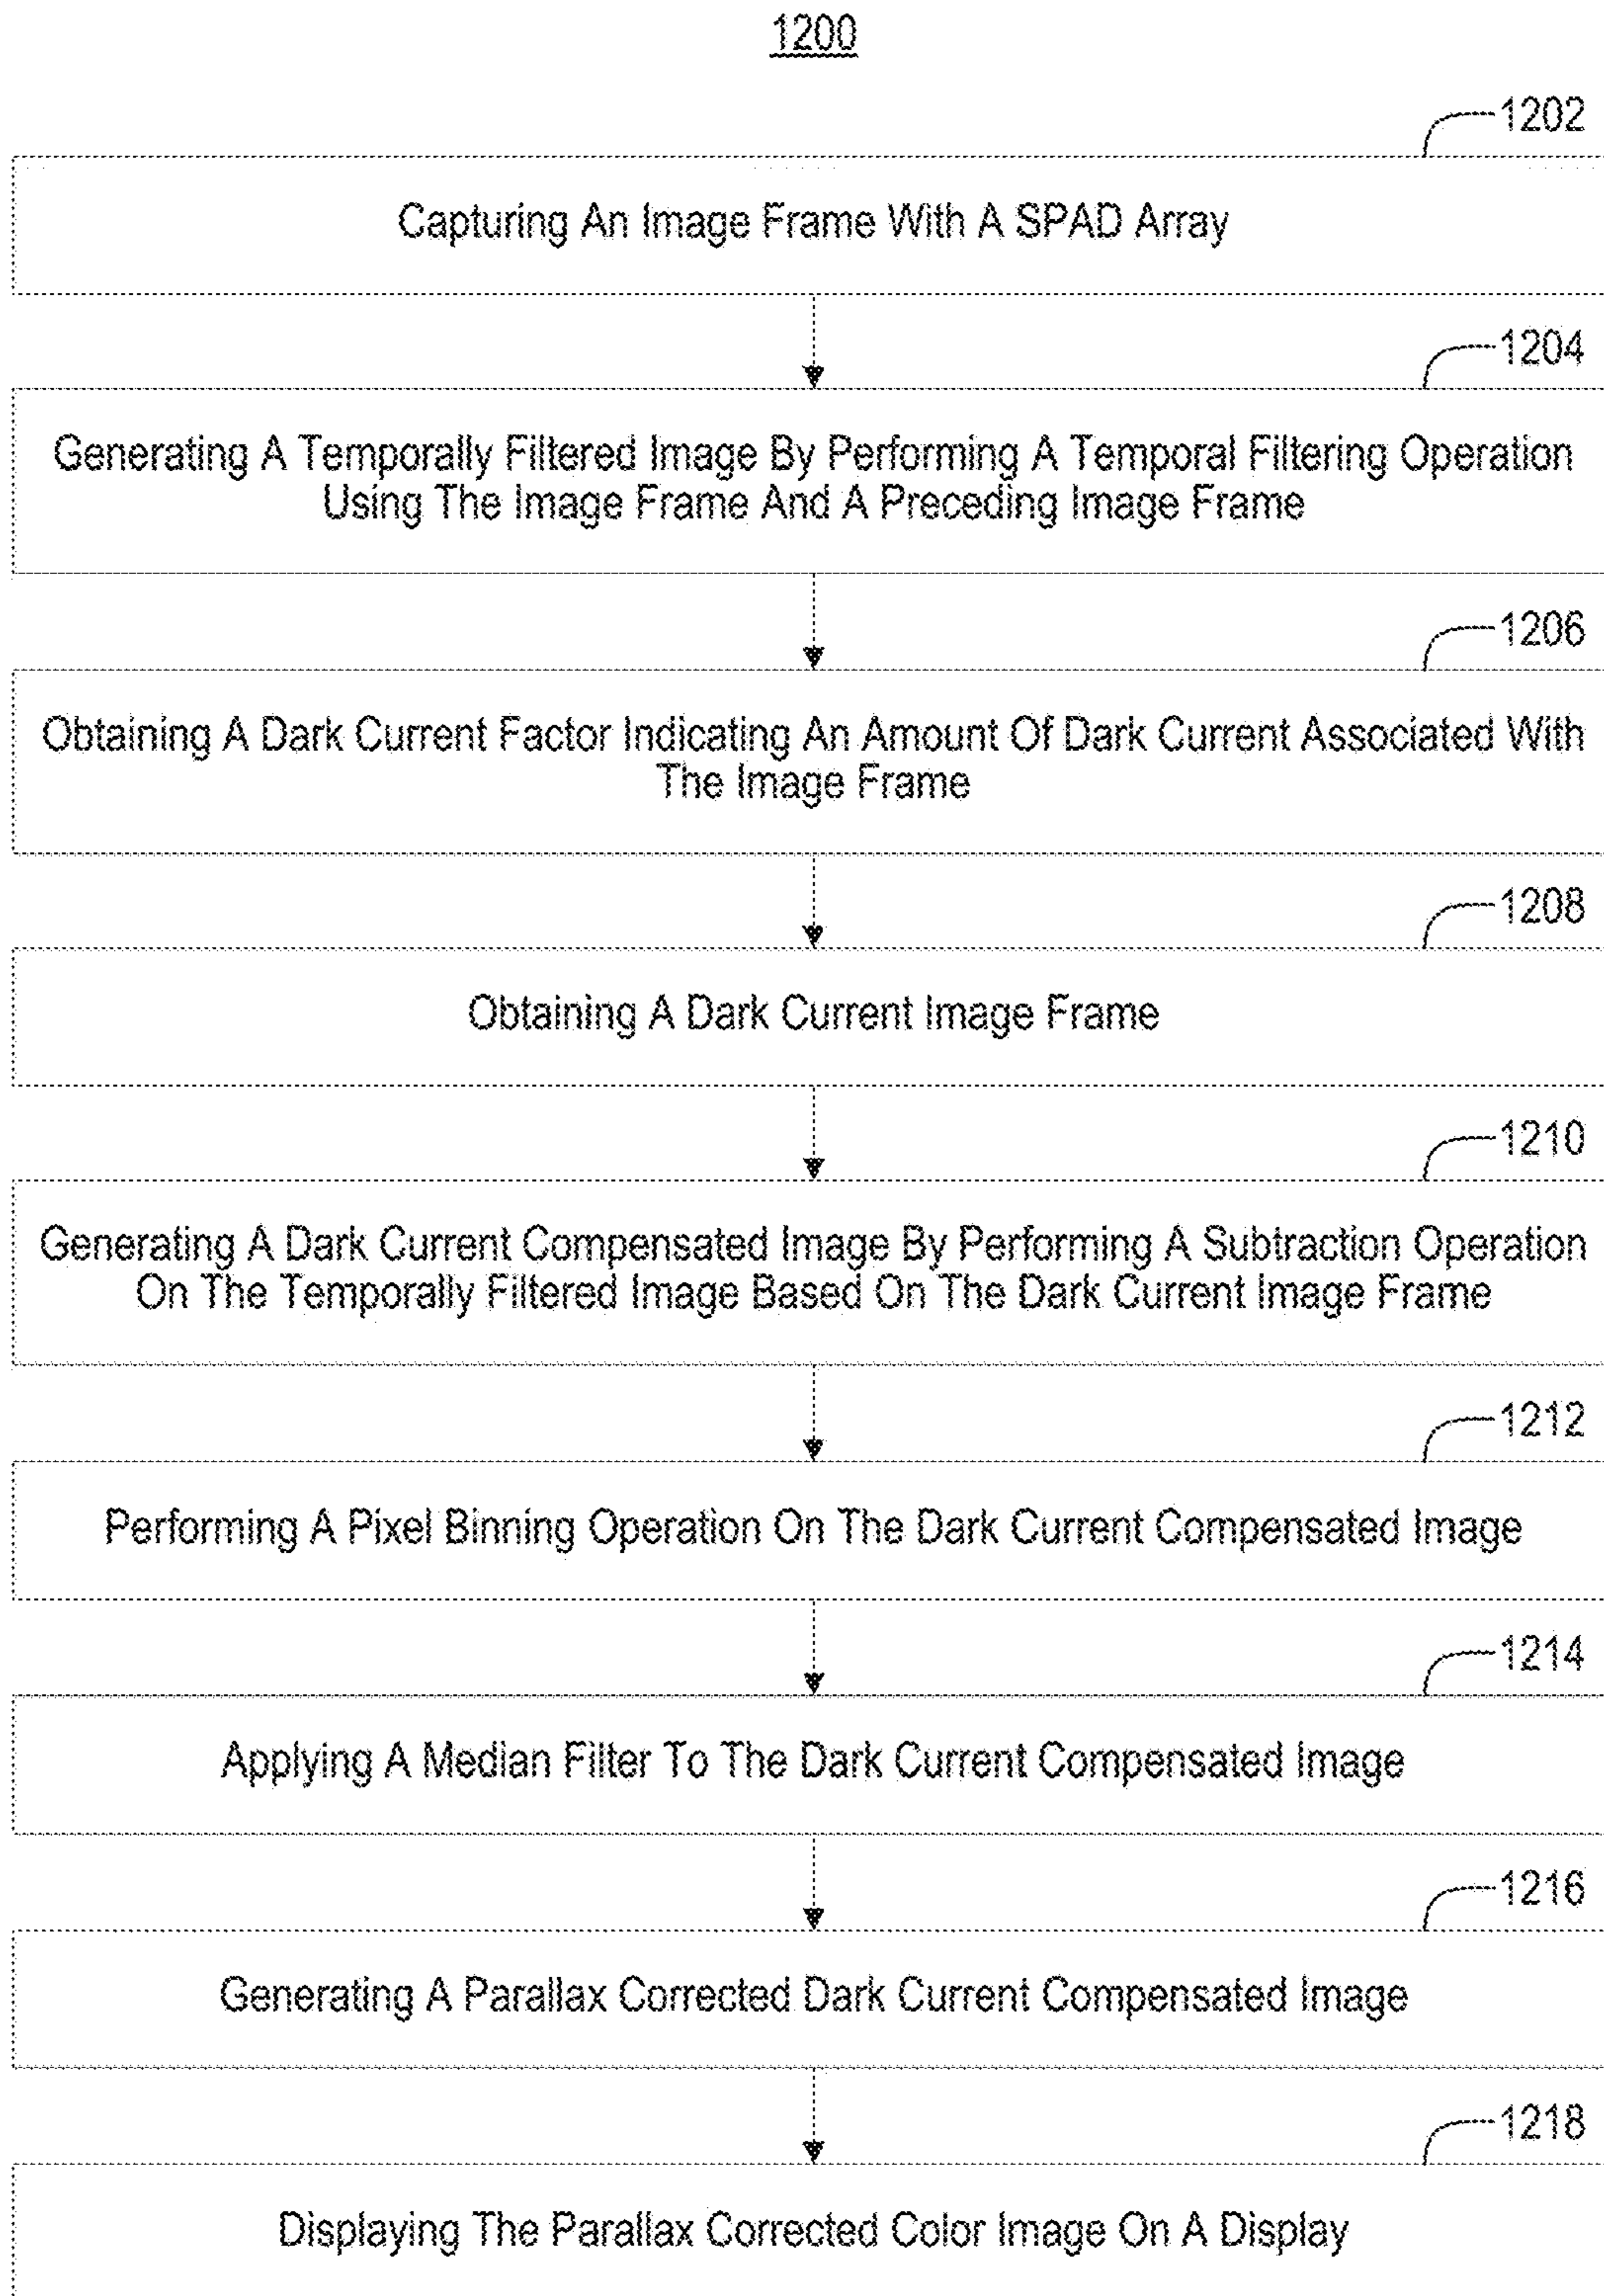 1200
1202
Capturing An Image Frame With A SPAD Array
1204
Generating A Temporally Filtered Image By Performing A Temporal Filtering Operation
Using The Image Frame And A Preceding Image Frame
1206
Obtaining A Dark Current Factor Indicating An Amount Of Dark Current Associated With
The Image Frame
1208
Obtaining A Dark Current Image Frame
1210
Generating A Dark Current Compensated Image By Performing A Subtraction Operation
On The Temporally Filtered Image Based On The Dark Current Image Frame
1212
Performing A Pixel Binning Operation On The Dark Current Compensated Image
1214
Applying A Median Filter To The Dark Current Compensated Image
1216
Generating A Parallax Corrected Dark Current Compensated Image
1218
Displaying The Parallax Corrected Color Image On A Display